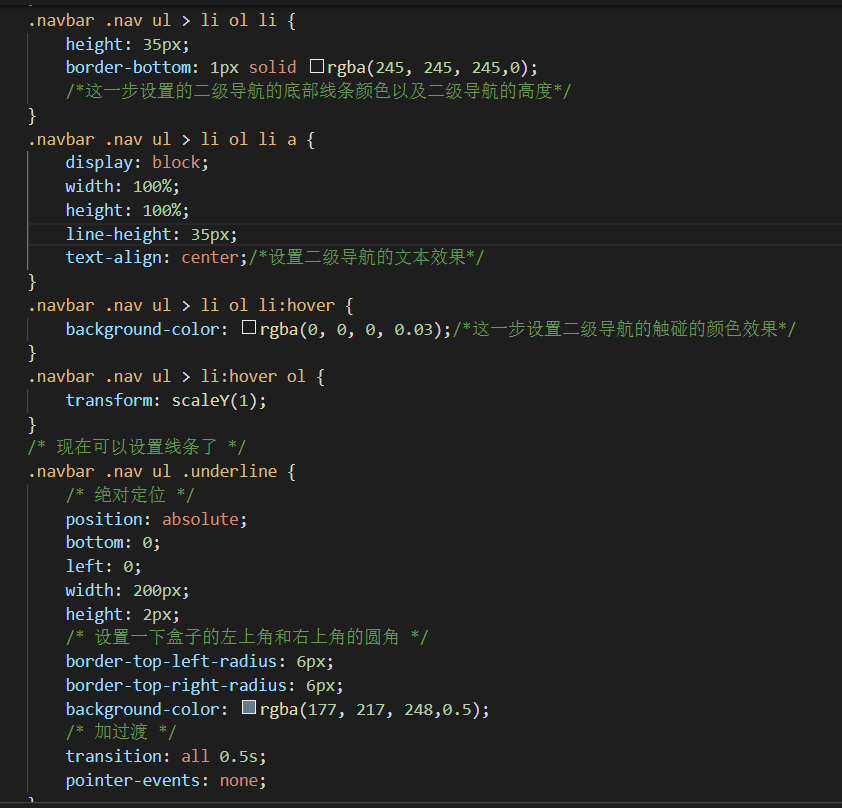 .navbar .nav ul > li ol li {
    height: 35px;
    border-bottom: 1px solid rgba(245, 245, 245,0);
    /*这一步设置的二级导航的底部线条颜色以及二级导航的高度*/
}
.navbar .nav ul > li ol li a {
    display: block;
    width: 100%;
    height: 100%;
    line-height: 35px;
    text-align: center;/*设置二级导航的文本效果*/
}
.navbar .nav ul > li ol li:hover {
    background-color: rgba(0, 0, 0, 0.03);/*这一步设置二级导航的触碰的颜色效果*/
}
.navbar .nav ul > li:hover ol {
    transform: scaleY(1);
}
/* 现在可以设置线条了 */
.navbar .nav ul .underline {
    /* 绝对定位 */
    position: absolute;
    bottom: 0;
    left: 0;
    width: 200px;
    height: 2px;
    /* 设置一下盒子的左上角和右上角的圆角 */
    border-top-left-radius: 6px;
    border-top-right-radius: 6px;
    background-color: rgba(177, 217, 248,0.5);
    /* 加过渡 */
    transition: all 0.5s;
    pointer-events: none;
}